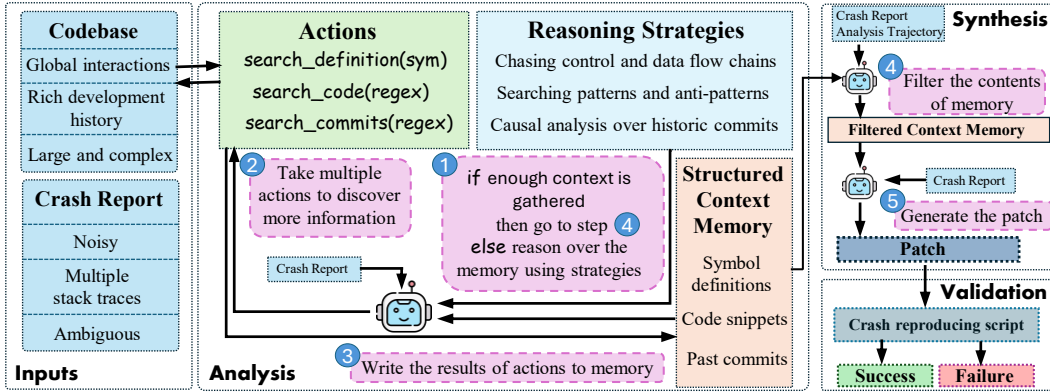 Codebase
Global interactions
Rich development
history
Large and complex
Crash Report
Noisy
Multiple
stack traces
Ambiguous
Inputs
Actions
search_definition(sym)
search_code(regex)
search_commits(regex)
Reasoning Strategies
Chasing control and data flow chains
Searching patterns and anti-patterns
Causal analysis over historic commits
2
Take multiple
actions to discover
more information
1
if enough context is
gathered
then go to step 4
else reason over the
memory using strategies
Structured
Context
Memory
Symbol
definitions
Code snippets
Past commits
Crash Report
3
Write the results of actions to memory
Analysis
Synthesis
Crash Report
Analysis Trajectory
4
Filter the contents
of memory
Filtered Context Memory
Crash Report
5
Generate the patch
Patch
Validation
Crash reproducing script
Success
Failure